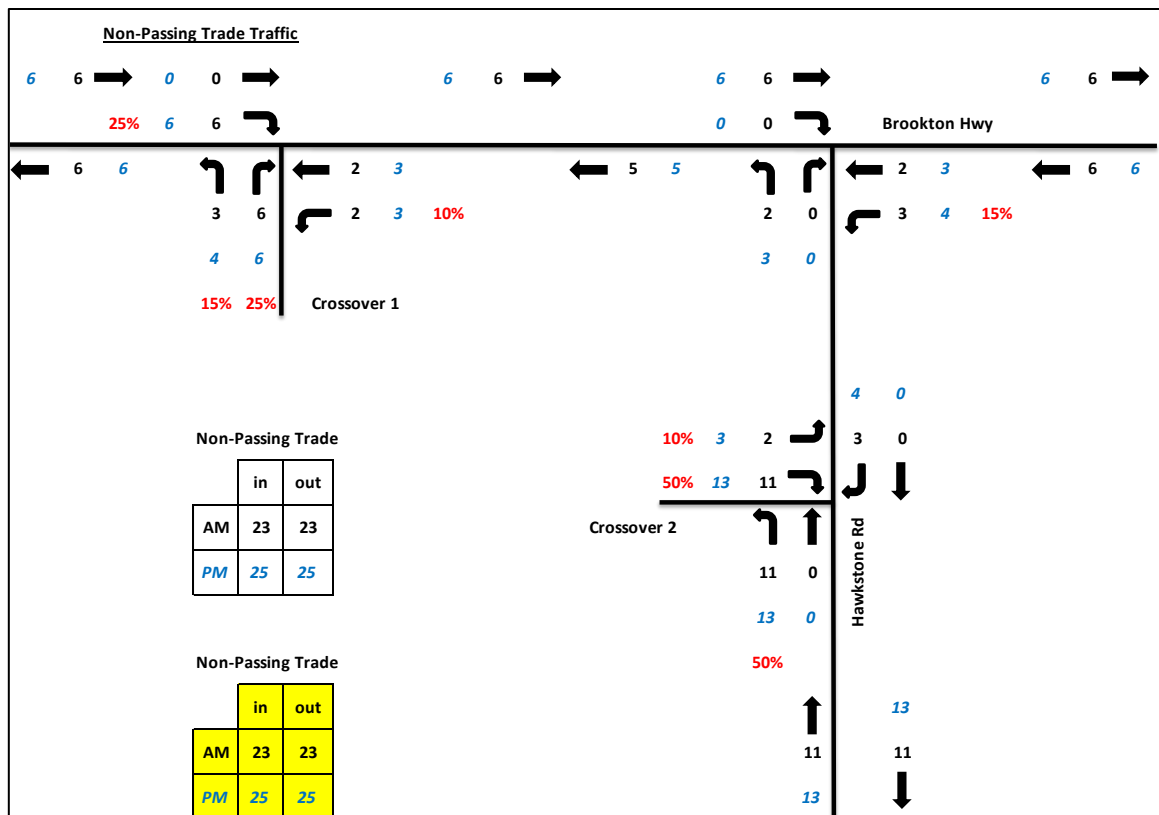 Non-Passing Trade Traffic
6 6 0 0 6 6 6 6 6 6
25% 6 6 0 0 Brookton Hwy
6 6 2 3 5 5 2 3 6 6
3 6 2 3 10% 2 0 3 4 15%
4 6 3 0
15% 25% Crossover 1
4 0
Non-Passing Trade 10% 3 2 3 0
in out 50% 13 11
AM 23 23 Crossover 2
PM 25 25 11 0
Hawkstone Rd
13 0
Non-Passing Trade 50%
in out 13
AM 23 23 11 11
PM 25 25 13